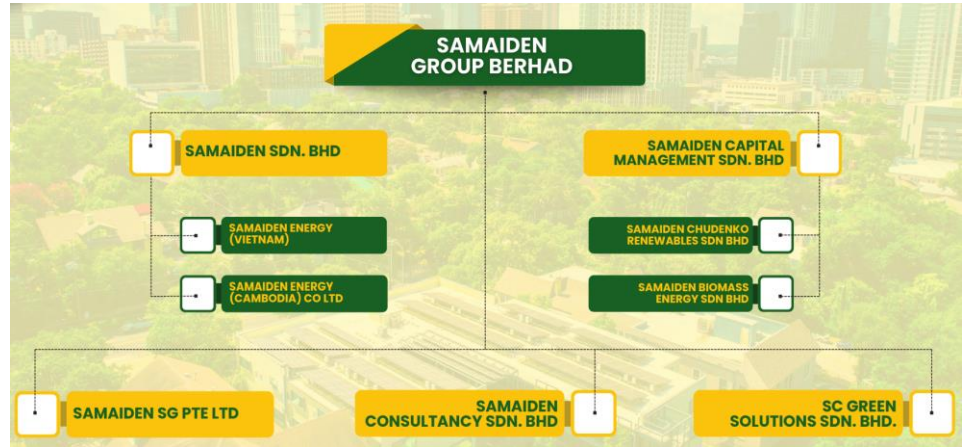 SAMAIDEN
GROUP BERHAD
SAMAIDEN SDN. BHD
SAMAIDEN CAPITAL
MANAGEMENT SDN. BHD
SAMAIDEN ENERGY
(VIETNAM)
SAMAIDEN CHUDENKO
RENEWABLES SDN BHD
SAMAIDEN ENERGY
(CAMBODIA) CO LTD
SAMAIDEN BIOMASS
ENERGY SDN BHD
SAMAIDEN SG PTE LTD
SAMAIDEN
CONSULTANCY SDN. BHD
SC GREEN
SOLUTIONS SDN. BHD.